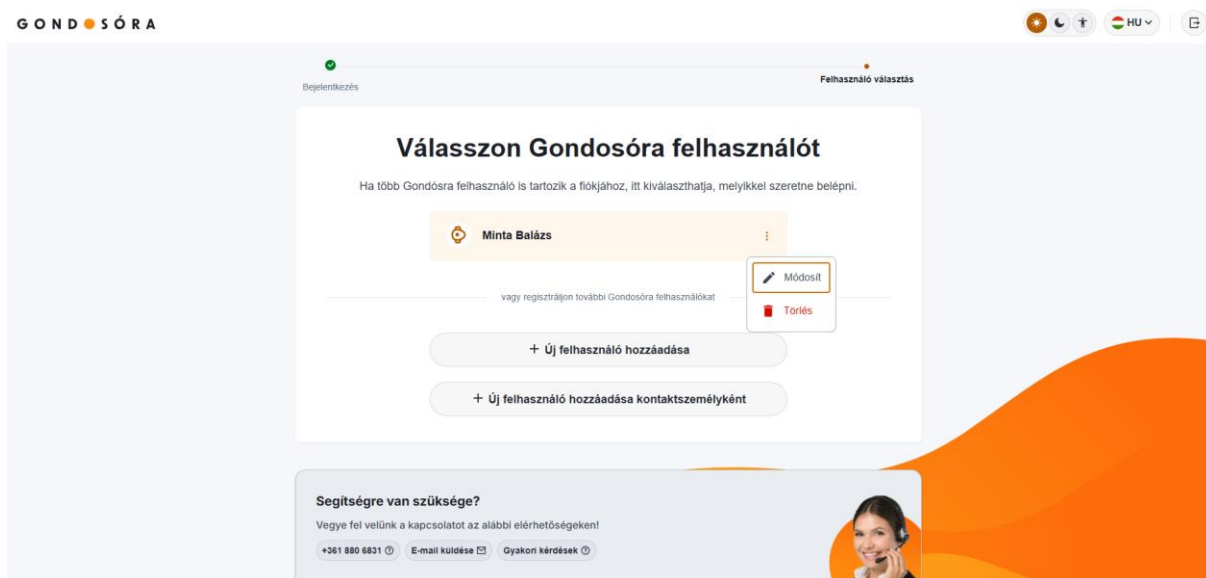 GONDOSÓRA
HU
Bejelentkezés
Felhasználó választás
Válasszon Gondosóra felhasználót
Ha több Gondósra felhasználó is tartozik a fiókjához, itt kiválaszthatja, melyikkel szeretne belépni.
Minta Balázs
Módosít
vagy regisztráljon további Gondosóra felhasználókat
Törlés
+ Új felhasználó hozzáadása
+ Új felhasználó hozzáadása kontaktszemélyként
Segítségre van szüksége?
Vegye fel velünk a kapcsolatot az alábbi elérhetőségeken!
+361 880 6831 E-mail küldése Gyakori kérdések